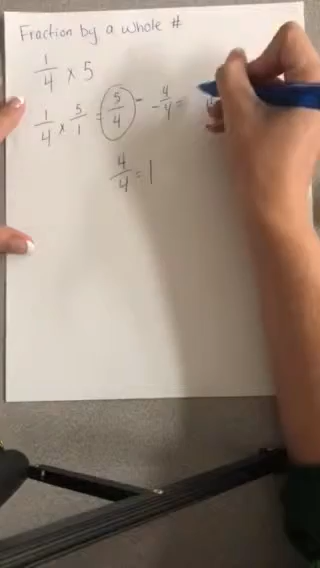 Fraction by a Whole #
1/4 x 5
1/4 x 5/1 = 5/4 - - 4/4 =
4/4 = 1